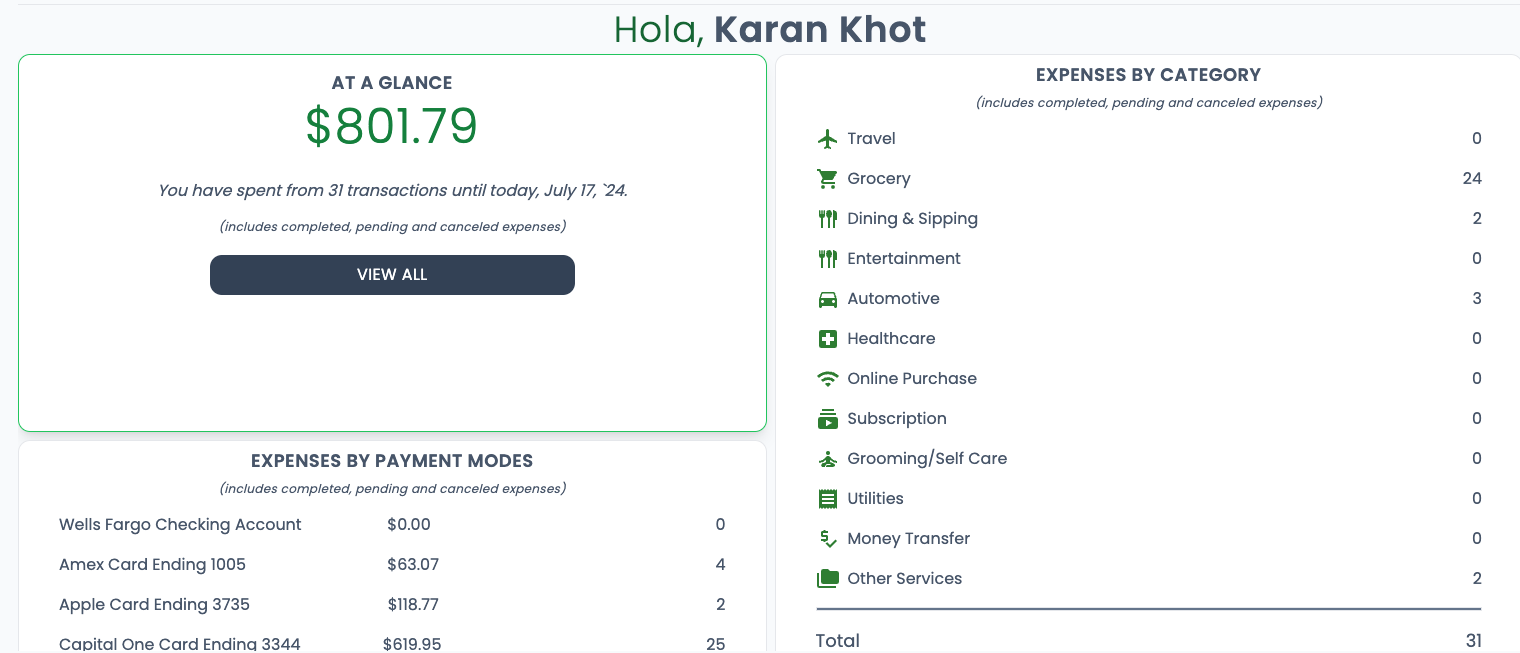 Hola, Karan Khot
AT A GLANCE
$801.79
You have spent from 31 transactions until today, July 17, `24.
(includes completed, pending and canceled expenses)
VIEW ALL
EXPENSES BY PAYMENT MODES
(includes completed, pending and canceled expenses)
Wells Fargo Checking Account $0.00 0
Amex Card Ending 1005 $63.07 4
Apple Card Ending 3735 $118.77 2
Capital One Card Ending 3344 $619.95 25
EXPENSES BY CATEGORY
(includes completed, pending and canceled expenses)
Travel 0
Grocery 24
Dining & Sipping 2
Entertainment 0
Automotive 3
Healthcare 0
Online Purchase 0
Subscription 0
Grooming/Self Care 0
Utilities 0
Money Transfer 0
Other Services 2
Total 31